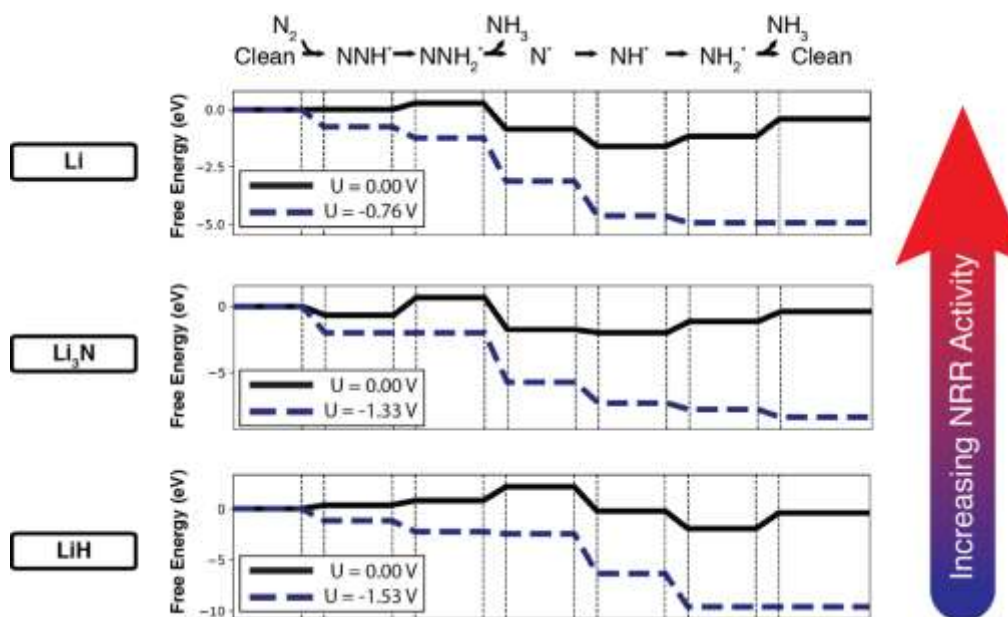 N₂ NH₃ NH₃
Clean NNH* NNH₂* N* NH* NH₂* Clean
Li
Free Energy (eV)
0.0
−2.5
−5.0
U = 0.00 V
U = -0.76 V
Li₃N
Free Energy (eV)
0
−5
U = 0.00 V
U = -1.33 V
LiH
Free Energy (eV)
0
−5
−10
U = 0.00 V
U = -1.53 V
Increasing NRR Activity